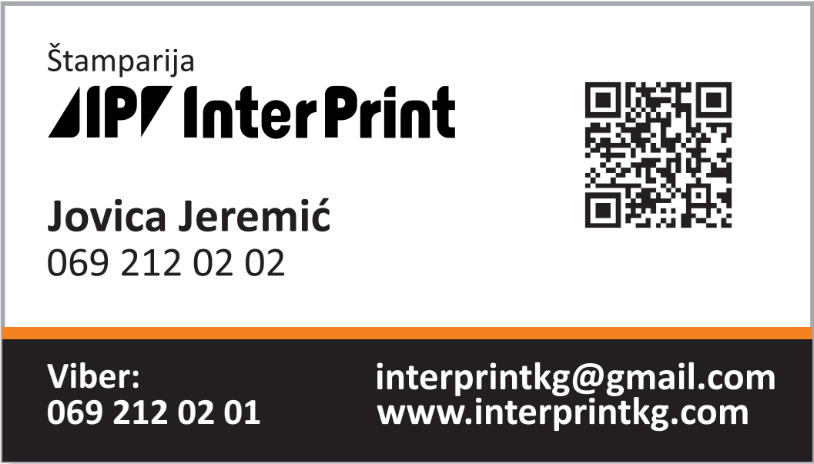 Štamparija
IP InterPrint
Jovica Jeremić
069 212 02 02
Viber:
069 212 02 01
interprintkg@gmail.com
www.interprintkg.com